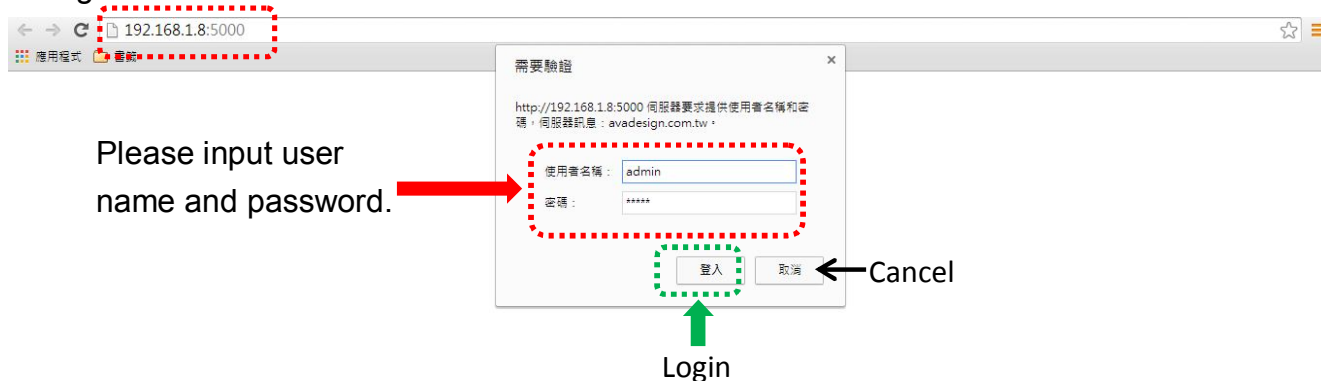 192.168.1.8:5000
應用程式 書籤
需要驗證 ×
http://192.168.1.8:5000 伺服器要求提供使用者名稱和密
碼，伺服器訊息：avadesign.com.tw。
Please input user
name and password.
使用者名稱： admin
密碼： *****
登入 取消
Cancel
Login